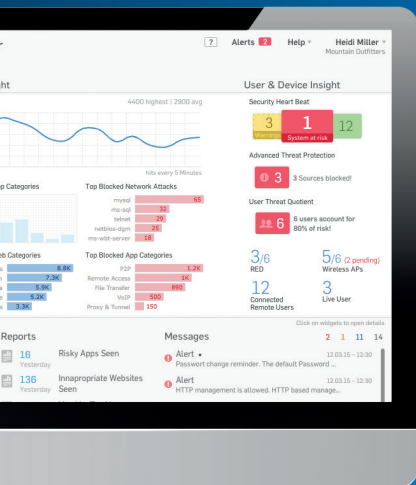 ? Alerts 2 Help Heidi Miller
Mountain Outfitters
ght
User & Device Insight
4400 highest | 2900 avg
hits every 5 Minutes
Security Heart Beat
3 1 12
Warnings System at risk
Advanced Threat Protection
3 3 Sources blocked!
User Threat Quotient
6 6 users account for
80% of risk!
3/6 5/6 (2 pending)
RED Wireless APs
12 3
Connected Live User
Remote Users
p Categories
Top Blocked Network Attacks
mysql 65
ms-sql 32
telnet 29
netbios-dgm 25
ms-wbt-server 18
eb Categories
8.8K
7.3K
5.9K
5.2K
3.3K
Top Blocked App Categories
P2P 1.2K
Remote Access 1K
File Transfer 890
VoIP 500
Proxy & Tunnel 150
Click on widgets to open details
Reports
16 Risky Apps Seen
Yesterday
136 Innapropriate Websites
Yesterday Seen
Messages 2 1 11 14
Alert • 12.03.15 - 12:30
Passwort change reminder. The default Password ...
Alert 12.03.15 - 12:30
HTTP management is allowed. HTTP based manage...